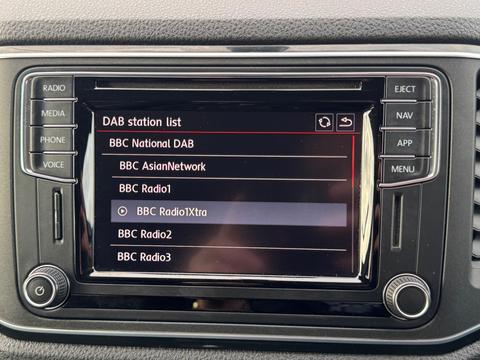 RADIO
MEDIA
PHONE
VOICE
EJECT
NAV
APP
MENU
DAB station list
BBC National DAB
BBC AsianNetwork
BBC Radio1
BBC Radio1Xtra
BBC Radio2
BBC Radio3